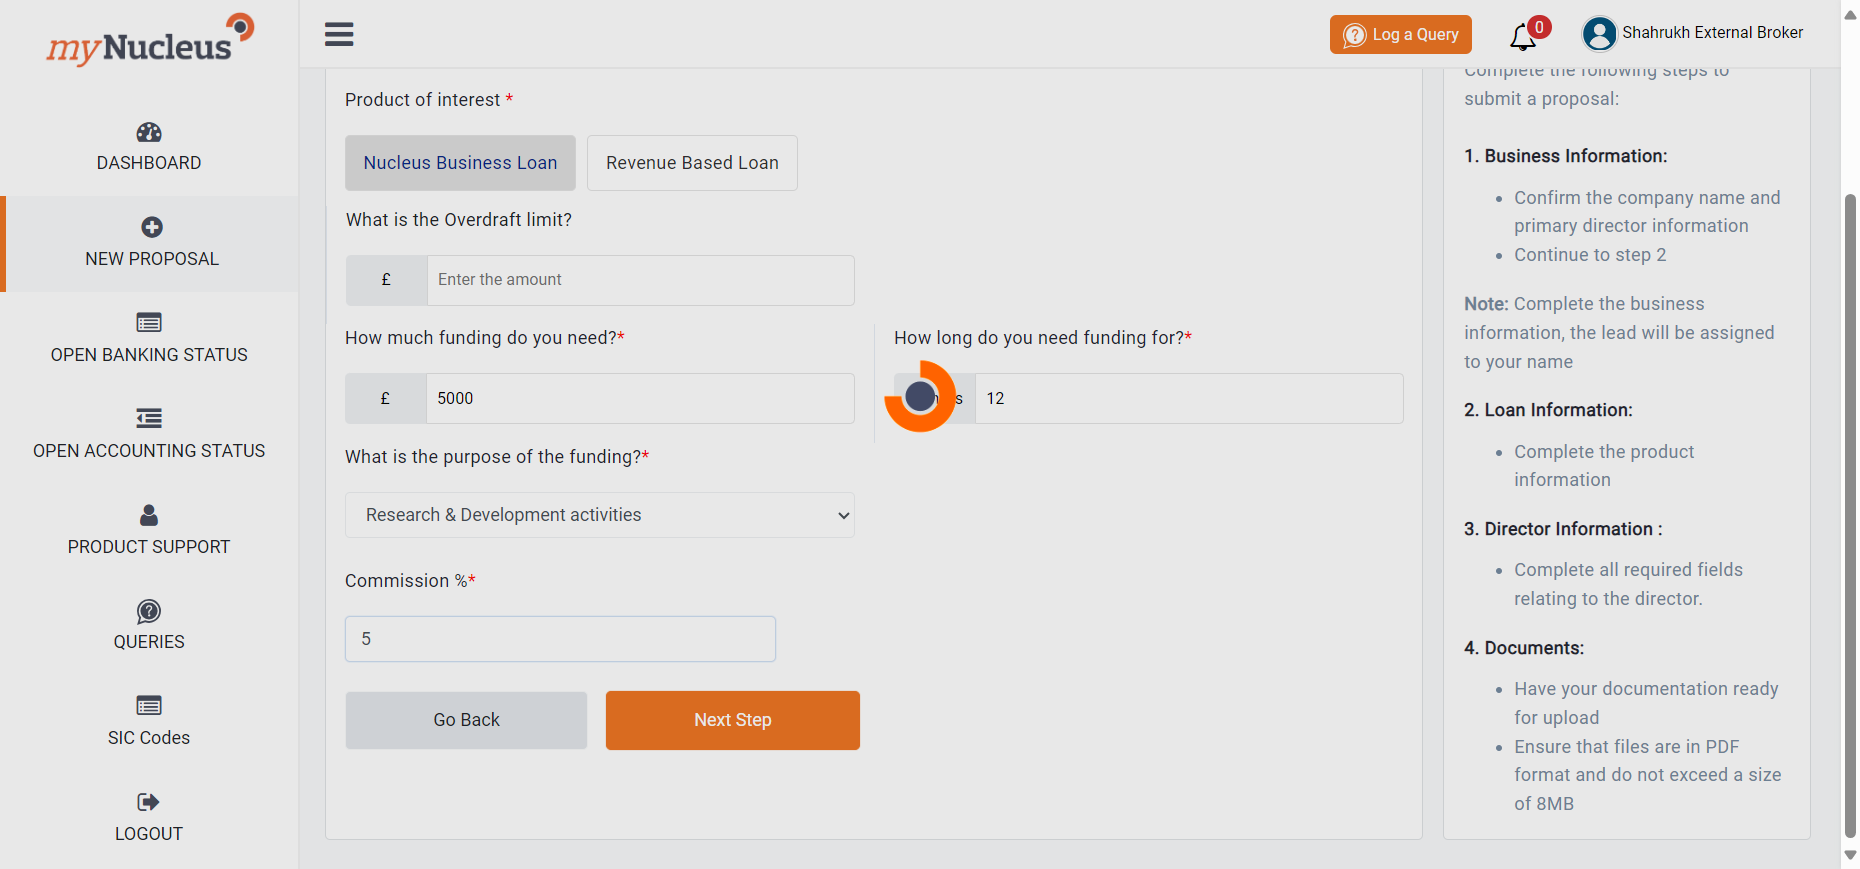 myNucleus
DASHBOARD
NEW PROPOSAL
OPEN BANKING STATUS
OPEN ACCOUNTING STATUS
PRODUCT SUPPORT
QUERIES
SIC Codes
LOGOUT
Log a Query
0
Shahrukh External Broker
Product of interest *
Nucleus Business Loan
Revenue Based Loan
What is the Overdraft limit?
£
Enter the amount
How much funding do you need?*
£
5000
How long do you need funding for?*
12
What is the purpose of the funding?*
Research & Development activities
Commission %*
5
Go Back
Next Step
Complete the following steps to
submit a proposal:
1. Business Information:
• Confirm the company name and
primary director information
• Continue to step 2
Note: Complete the business
information, the lead will be assigned
to your name
2. Loan Information:
• Complete the product
information
3. Director Information :
• Complete all required fields
relating to the director.
4. Documents:
• Have your documentation ready
for upload
• Ensure that files are in PDF
format and do not exceed a size
of 8MB